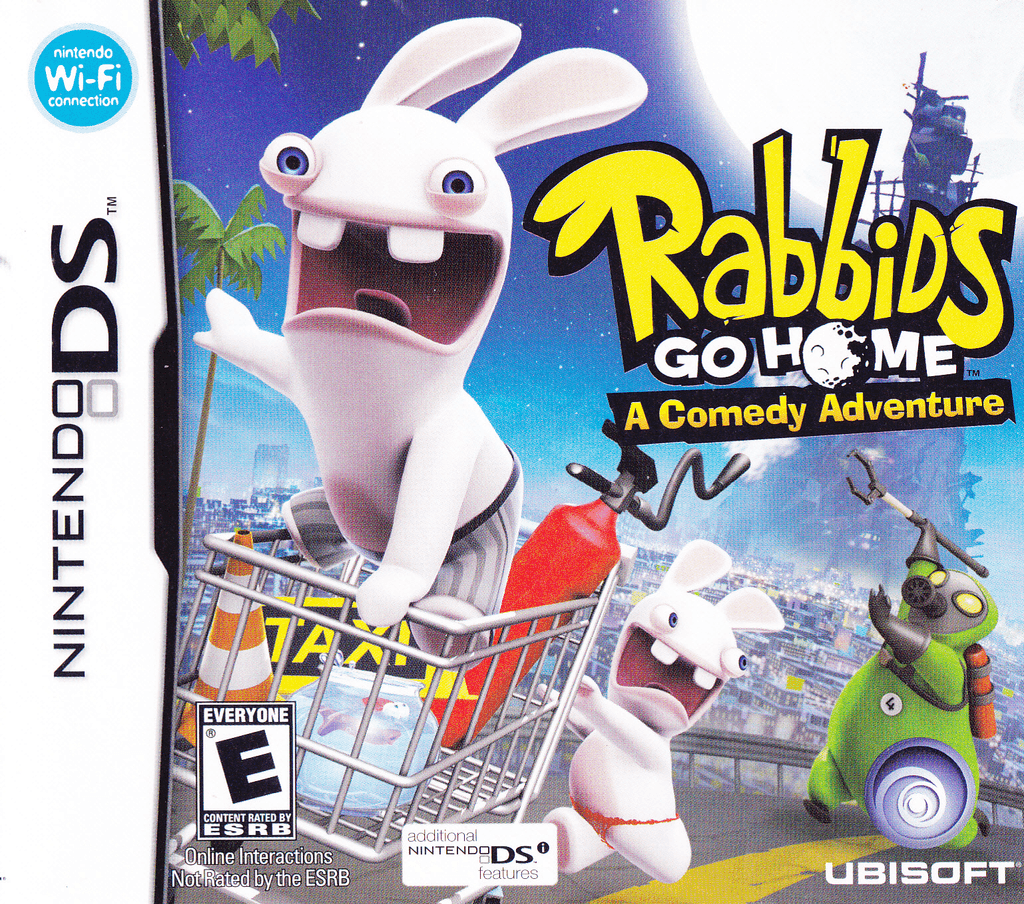 nintendo
Wi-Fi
connection
NINTENDO DS™
Rabbids
GO HOME™
A Comedy Adventure
TAXI
4
EVERYONE
E®
CONTENT RATED BY
ESRB
Online Interactions
Not Rated by the ESRB
additional
NINTENDO DS i
features
UBISOFT®